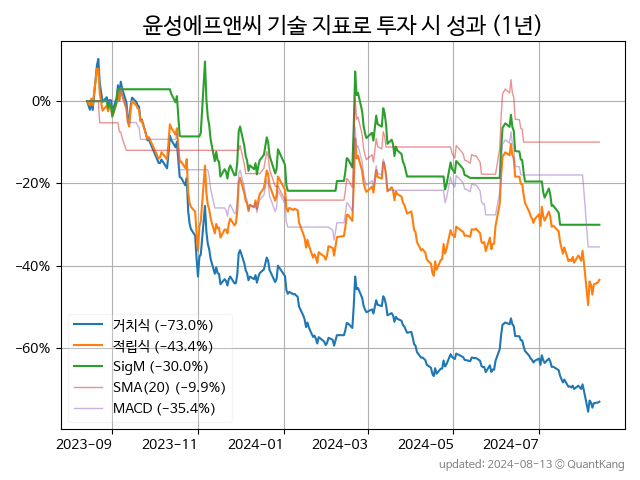 윤성에프앤씨 기술 지표로 투자 시 성과 (1년)
0%
−20%
−40%
−60%
거치식 (−73.0%)
적립식 (−43.4%)
SigM (−30.0%)
SMA(20) (−9.9%)
MACD (−35.4%)
2023-09 2023-11 2024-01 2024-03 2024-05 2024-07
updated: 2024-08-13 © QuantKang